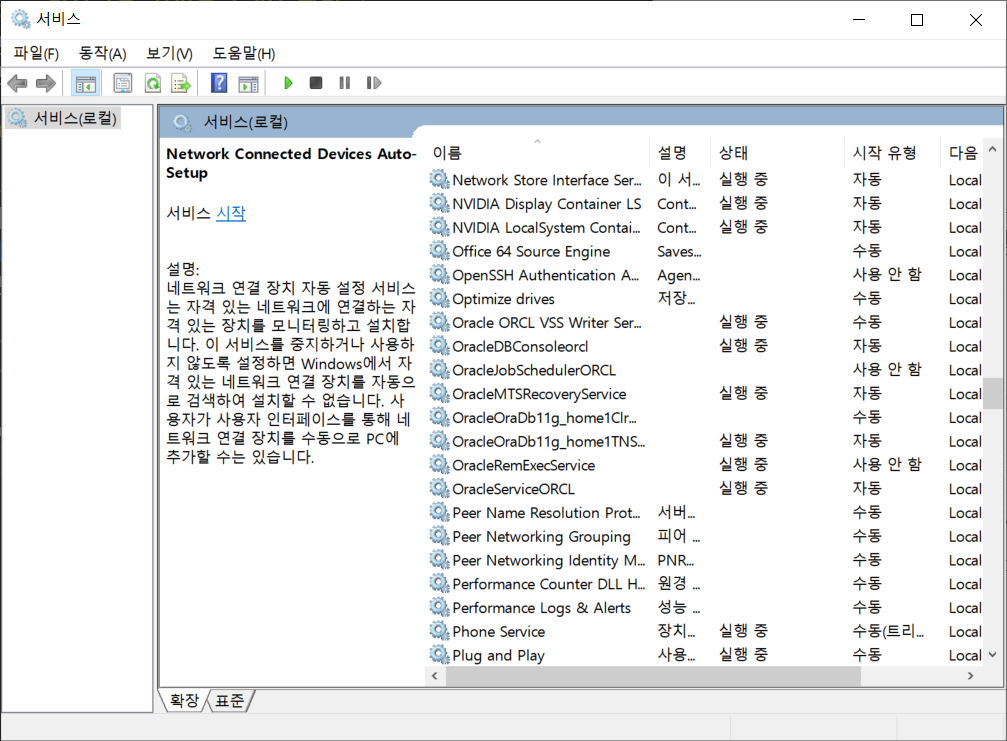 서비스
파일(F) 동작(A) 보기(V) 도움말(H)
서비스(로컬)
서비스(로컬)
Network Connected Devices Auto-
Setup
서비스 시작
설명:
네트워크 연결 장치 자동 설정 서비스
는 자격 있는 네트워크에 연결하는 자
격 있는 장치를 모니터링하고 설치합
니다. 이 서비스를 중지하거나 사용하
지 않도록 설정하면 Windows에서 자
격 있는 네트워크 연결 장치를 자동으
로 검색하여 설치할 수 없습니다. 사
용자가 사용자 인터페이스를 통해 네
트워크 연결 장치를 수동으로 PC에
추가할 수는 있습니다.
이름 설명 상태 시작 유형 다음
Network Store Interface Ser... 이 서... 실행 중 자동 Local
NVIDIA Display Container LS Cont... 실행 중 자동 Local
NVIDIA LocalSystem Contai... Cont... 실행 중 자동 Local
Office 64 Source Engine Saves... 수동 Local
OpenSSH Authentication A... Agen... 사용 안 함 Local
Optimize drives 저장... 수동 Local
Oracle ORCL VSS Writer Ser... 실행 중 수동 Local
OracleDBConsoleorcl 실행 중 자동 Local
OracleJobSchedulerORCL 사용 안 함 Local
OracleMTSRecoveryService 실행 중 자동 Local
OracleOraDb11g_home1Clr... 수동 Local
OracleOraDb11g_home1TNS... 실행 중 자동 Local
OracleRemExecService 실행 중 사용 안 함 Local
OracleServiceORCL 실행 중 자동 Local
Peer Name Resolution Prot... 서버... 수동 Local
Peer Networking Grouping 피어 ... 수동 Local
Peer Networking Identity M... PNR... 수동 Local
Performance Counter DLL H... 원경 ... 수동 Local
Performance Logs & Alerts 성능 ... 수동 Local
Phone Service 장치... 실행 중 수동(트리... Local
Plug and Play 사용... 실행 중 수동 Local
확장 표준